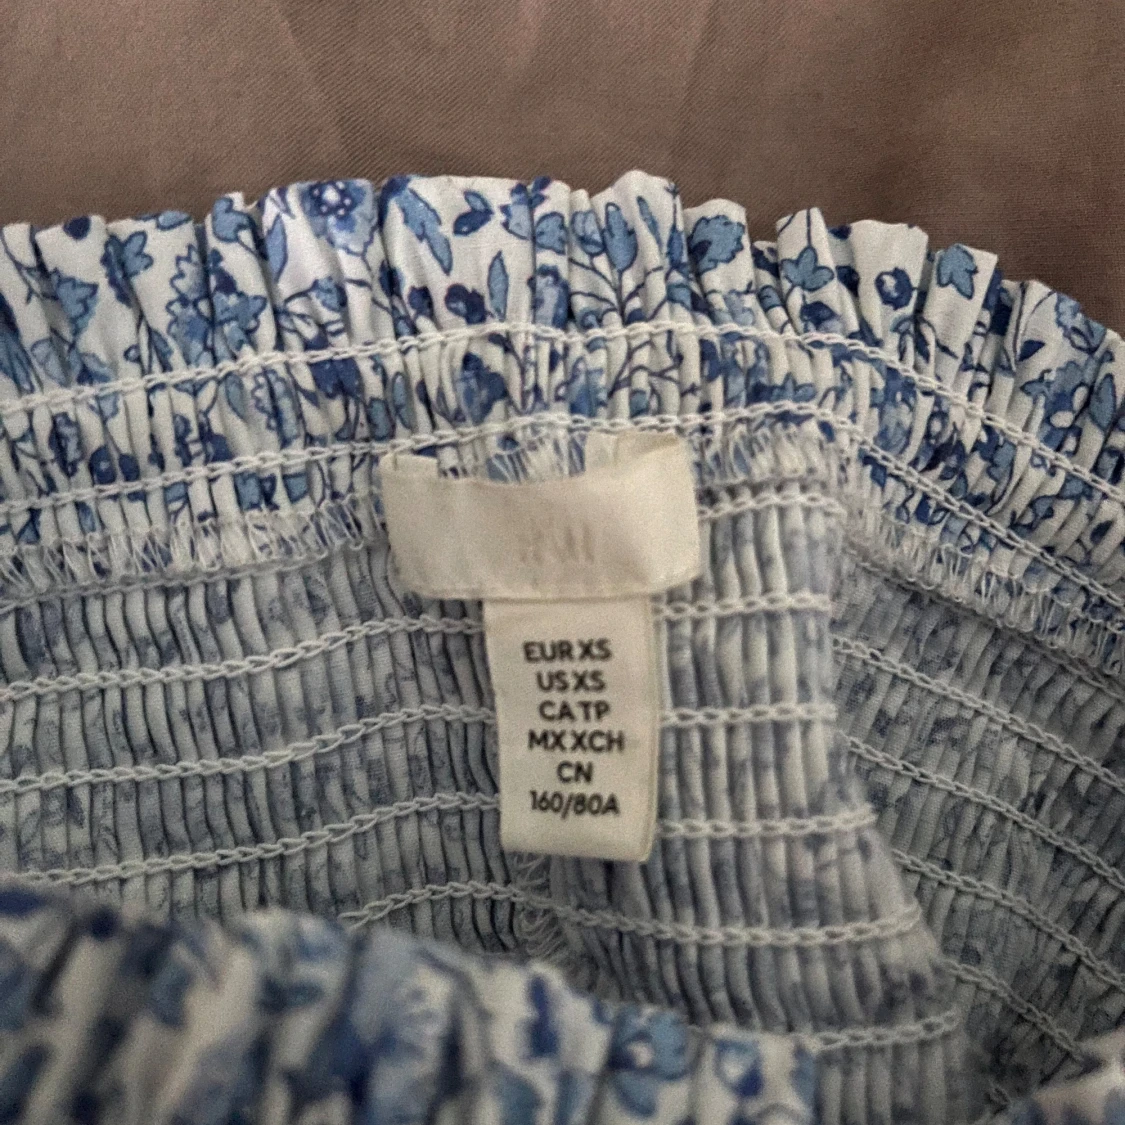 EUR XS
US XS
CA TP
MX XCH
CN
160/80A